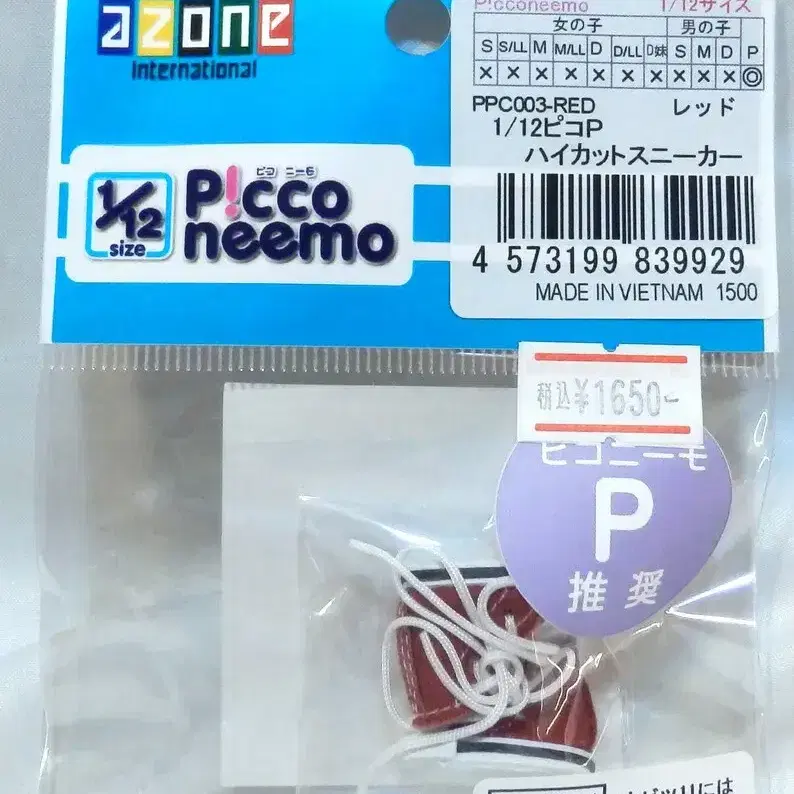 azone
international
1/12
size
ピコ ニーモ
P!cco
neemo
P!cconeemo 1/12サイズ
女の子 男の子
S S/LL M M/LL D D/LL D妹 S M D P
× × × × × × × × × × ◎
PPC003-RED レッド
1/12ピコP
ハイカットスニーカー
4 573199 839929
MADE IN VIETNAM 1500
税込¥1650-
ピコニーモ
P
推奨